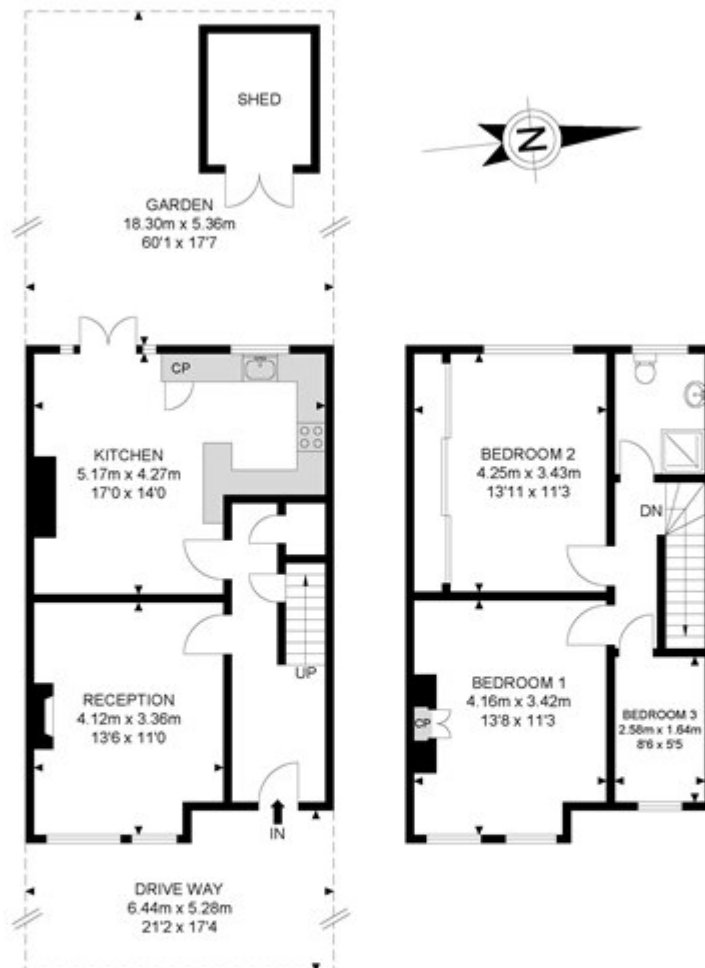 SHED
N
GARDEN
18.30m x 5.36m
60'1 x 17'7
CP
KITCHEN
5.17m x 4.27m
17'0 x 14'0
RECEPTION
4.12m x 3.36m
13'6 x 11'0
UP
IN
DRIVE WAY
6.44m x 5.28m
21'2 x 17'4
BEDROOM 2
4.25m x 3.43m
13'11 x 11'3
DN
BEDROOM 1
4.16m x 3.42m
13'8 x 11'3
CP
BEDROOM 3
2.58m x 1.64m
8'6 x 5'5